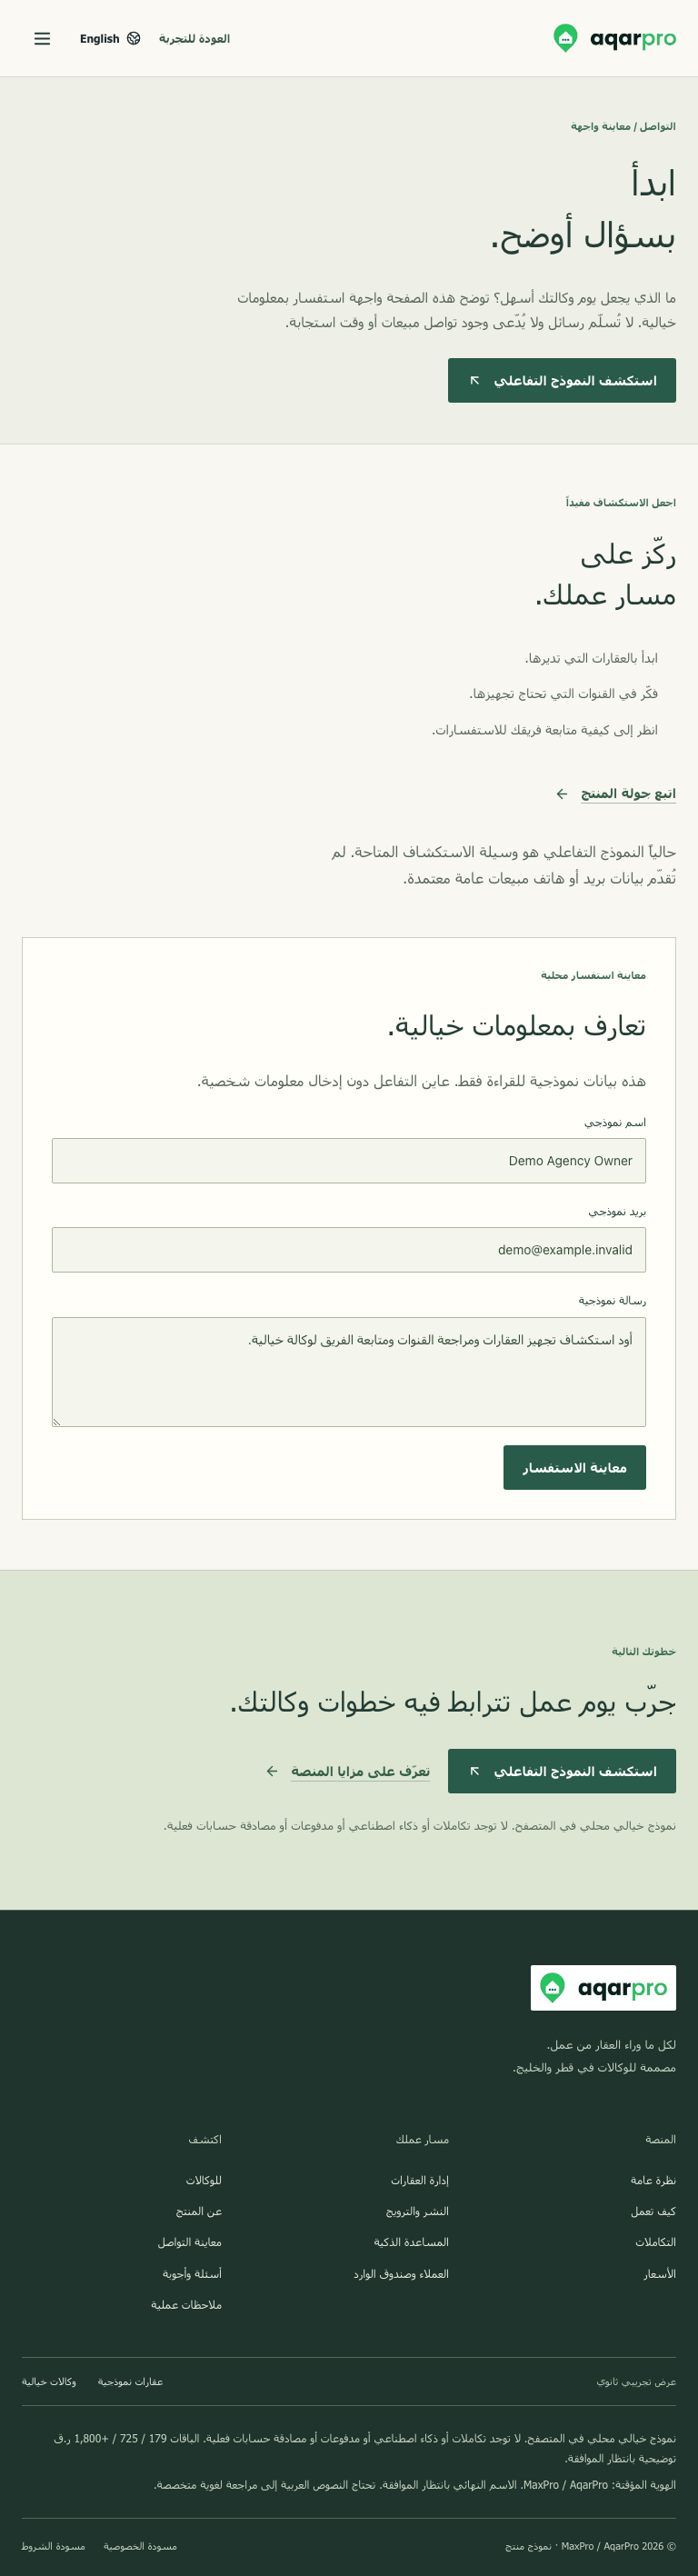 aqarpro
العودة للتجربة
English
التواصل / معاينة واجهة
ابدأ
بسؤال أوضح.
ما الذي يجعل يوم وكالتك أسهل؟ توضح هذه الصفحة واجهة استفسار بمعلومات
خيالية. لا تُسلّم رسائل ولا يُدّعى وجود تواصل مبيعات أو وقت استجابة.
استكشف النموذج التفاعلي
اجعل الاستكشاف مفيداً
ركّز على
مسار عملك.
ابدأ بالعقارات التي تديرها.
فكّر في القنوات التي تحتاج تجهيزها.
انظر إلى كيفية متابعة فريقك للاستفسارات.
اتبع جولة المنتج
حالياً النموذج التفاعلي هو وسيلة الاستكشاف المتاحة. لم
تُقدّم بيانات بريد أو هاتف مبيعات عامة معتمدة.
معاينة استفسار محلية
تعارف بمعلومات خيالية.
هذه بيانات نموذجية للقراءة فقط. عاين التفاعل دون إدخال معلومات شخصية.
اسم نموذجي
Demo Agency Owner
بريد نموذجي
demo@example.invalid
رسالة نموذجية
أود استكشاف تجهيز العقارات ومراجعة القنوات ومتابعة الفريق لوكالة خيالية.
معاينة الاستفسار
خطوتك التالية
جرّب يوم عمل تترابط فيه خطوات وكالتك.
استكشف النموذج التفاعلي
تعرّف على مزايا المنصة
نموذج خيالي محلي في المتصفح. لا توجد تكاملات أو ذكاء اصطناعي أو مدفوعات أو مصادقة حسابات فعلية.
aqarpro
لكل ما وراء العقار من عمل.
مصممة للوكالات في قطر والخليج.
المنصة
نظرة عامة
كيف تعمل
التكاملات
الأسعار
مسار عملك
إدارة العقارات
النشر والترويج
المساعدة الذكية
العملاء وصندوق الوارد
اكتشف
للوكالات
عن المنتج
معاينة التواصل
أسئلة وأجوبة
ملاحظات عملية
عرض تجريبي ثانوي
عقارات نموذجية
وكالات خيالية
نموذج خيالي محلي في المتصفح. لا توجد تكاملات أو ذكاء اصطناعي أو مدفوعات أو مصادقة حسابات فعلية. الباقات 179 / 725 / +1,800 ر.ق
توضيحية بانتظار الموافقة.
الهوية المؤقتة: MaxPro / AqarPro. الاسم النهائي بانتظار الموافقة. تحتاج النصوص العربية إلى مراجعة لغوية متخصصة.
© 2026 MaxPro / AqarPro · نموذج منتج
مسودة الخصوصية
مسودة الشروط